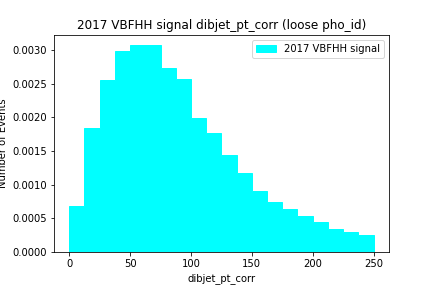 2017 VBFHH signal dibjet_pt_corr (loose pho_id)
2017 VBFHH signal
Number of Events
0.0030
0.0025
0.0020
0.0015
0.0010
0.0005
0.0000
0 50 100 150 200 250
dibjet_pt_corr